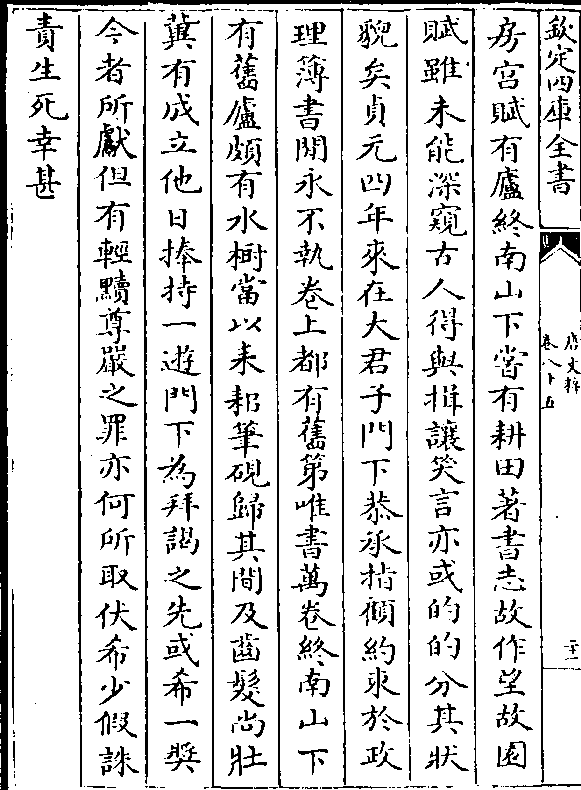 欽定四庫全書
唐文粹
卷八十五
二十一
房宮賦有廬終南山下嘗有耕田著書志故作望故園
賦雖未能深窺古人得與揖讓笑言亦或的的分其狀
貌矣貞元四年來在大君子門下恭承指顧約束於政
理簿書間永不執卷上都有舊第唯書萬卷終南山下
有舊廬頗有水樹當以耒耜筆硯歸其間及齒髮尚壯
冀有成立他日捧持一遊門下為拜謁之先或希一獎
今者所獻但有輕黷尊嚴之罪亦何所取伏希少假誅
責生死幸甚